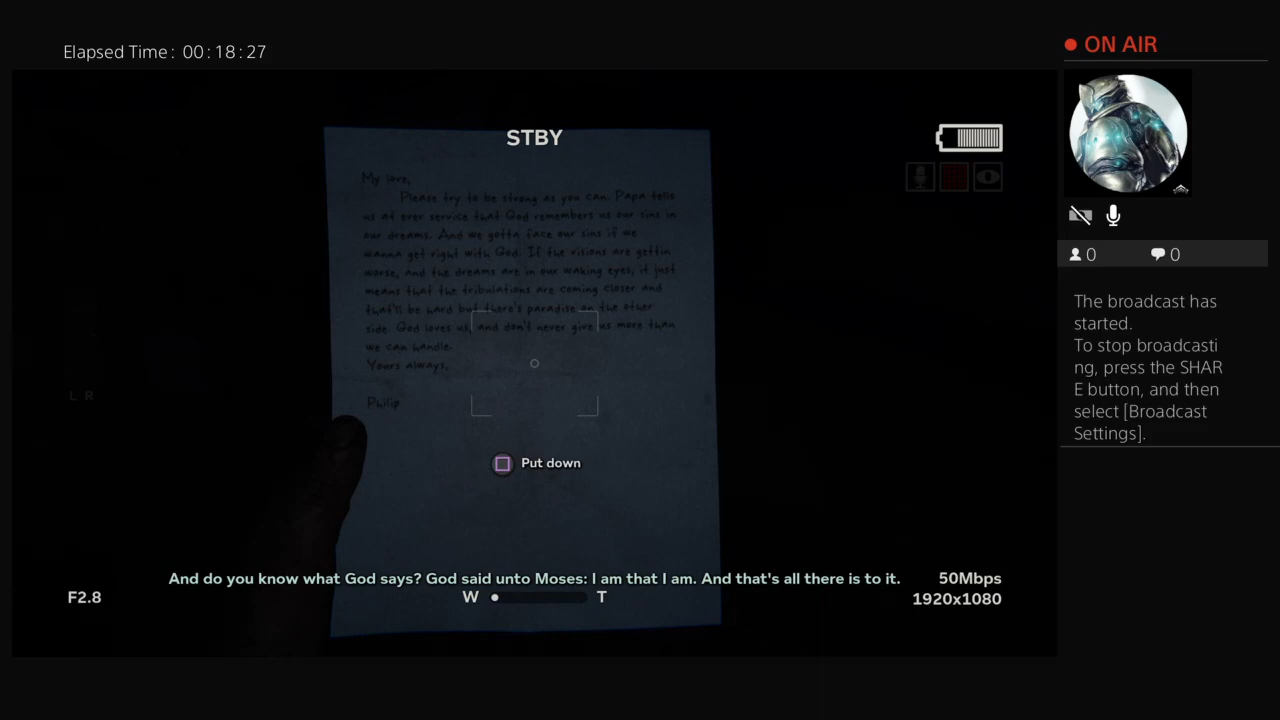 Elapsed Time: 00:18:27
ON AIR
STBY
My love,
Please try to be strong as you can. Papa tells
us at ever service that God remembers us our sins in
our dreams. And we gotta face our sins if we
wanna get right with God. If the visions are gettin
worse, and the dreams are in our waking eyes, it just
means that the tribulations are coming closer and
that'll be hard but there's paradise on the other
side. God loves us, and don't never give us more than
we can handle.
Yours always,
Philip
L R
Put down
And do you know what God says? God said unto Moses: I am that I am. And that's all there is to it.
F2.8
W T
50Mbps
1920x1080
0
0
The broadcast has
started.
To stop broadcasti
ng, press the SHAR
E button, and then
select [Broadcast
Settings].